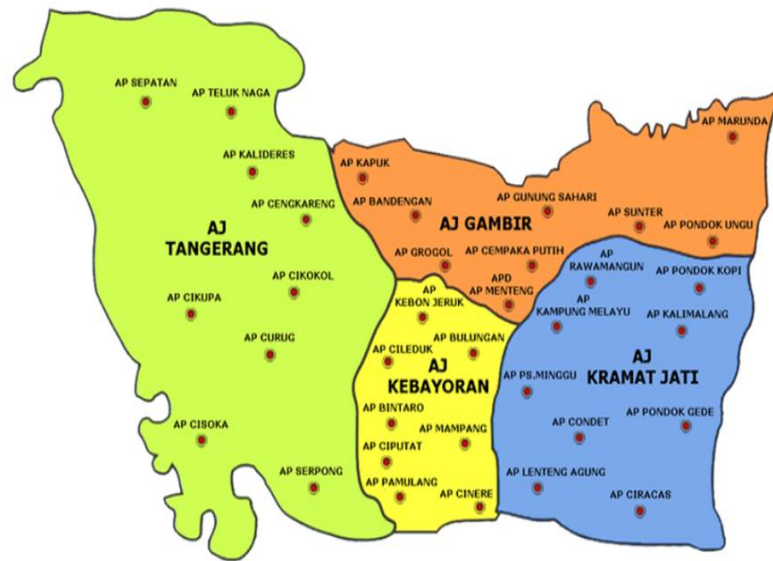 AP SEPATAN
AP TELUK NAGA
AP KALIDERES
AP CENGKARENG
AJ
TANGERANG
AP CIKOKOL
AP CIKUPA
AP CURUG
AP CISOKA
AP SERPONG
AP MARUNDA
AP KAPUK
AP GUNUNG SAHARI
AP BANDENGAN
AJ GAMBIR
AP SUNTER
AP PONDOK UNGU
AP GROGOL
AP CEMPAKA PUTIH
APD
AP MENTENG
AP
KEBON JERUK
AP BULUNGAN
AP CILEDUK
AJ
KEBAYORAN
AP BINTARO
AP MAMPANG
AP CIPUTAT
AP PAMULANG
AP CINERE
AP
RAWAMANGUN
AP PONDOK KOPI
AP
KAMPUNG MELAYU
AP KALIMALANG
AJ
KRAMAT JATI
AP PS.MINGGU
AP PONDOK GEDE
AP CONDET
AP LENTENG AGUNG
AP CIRACAS